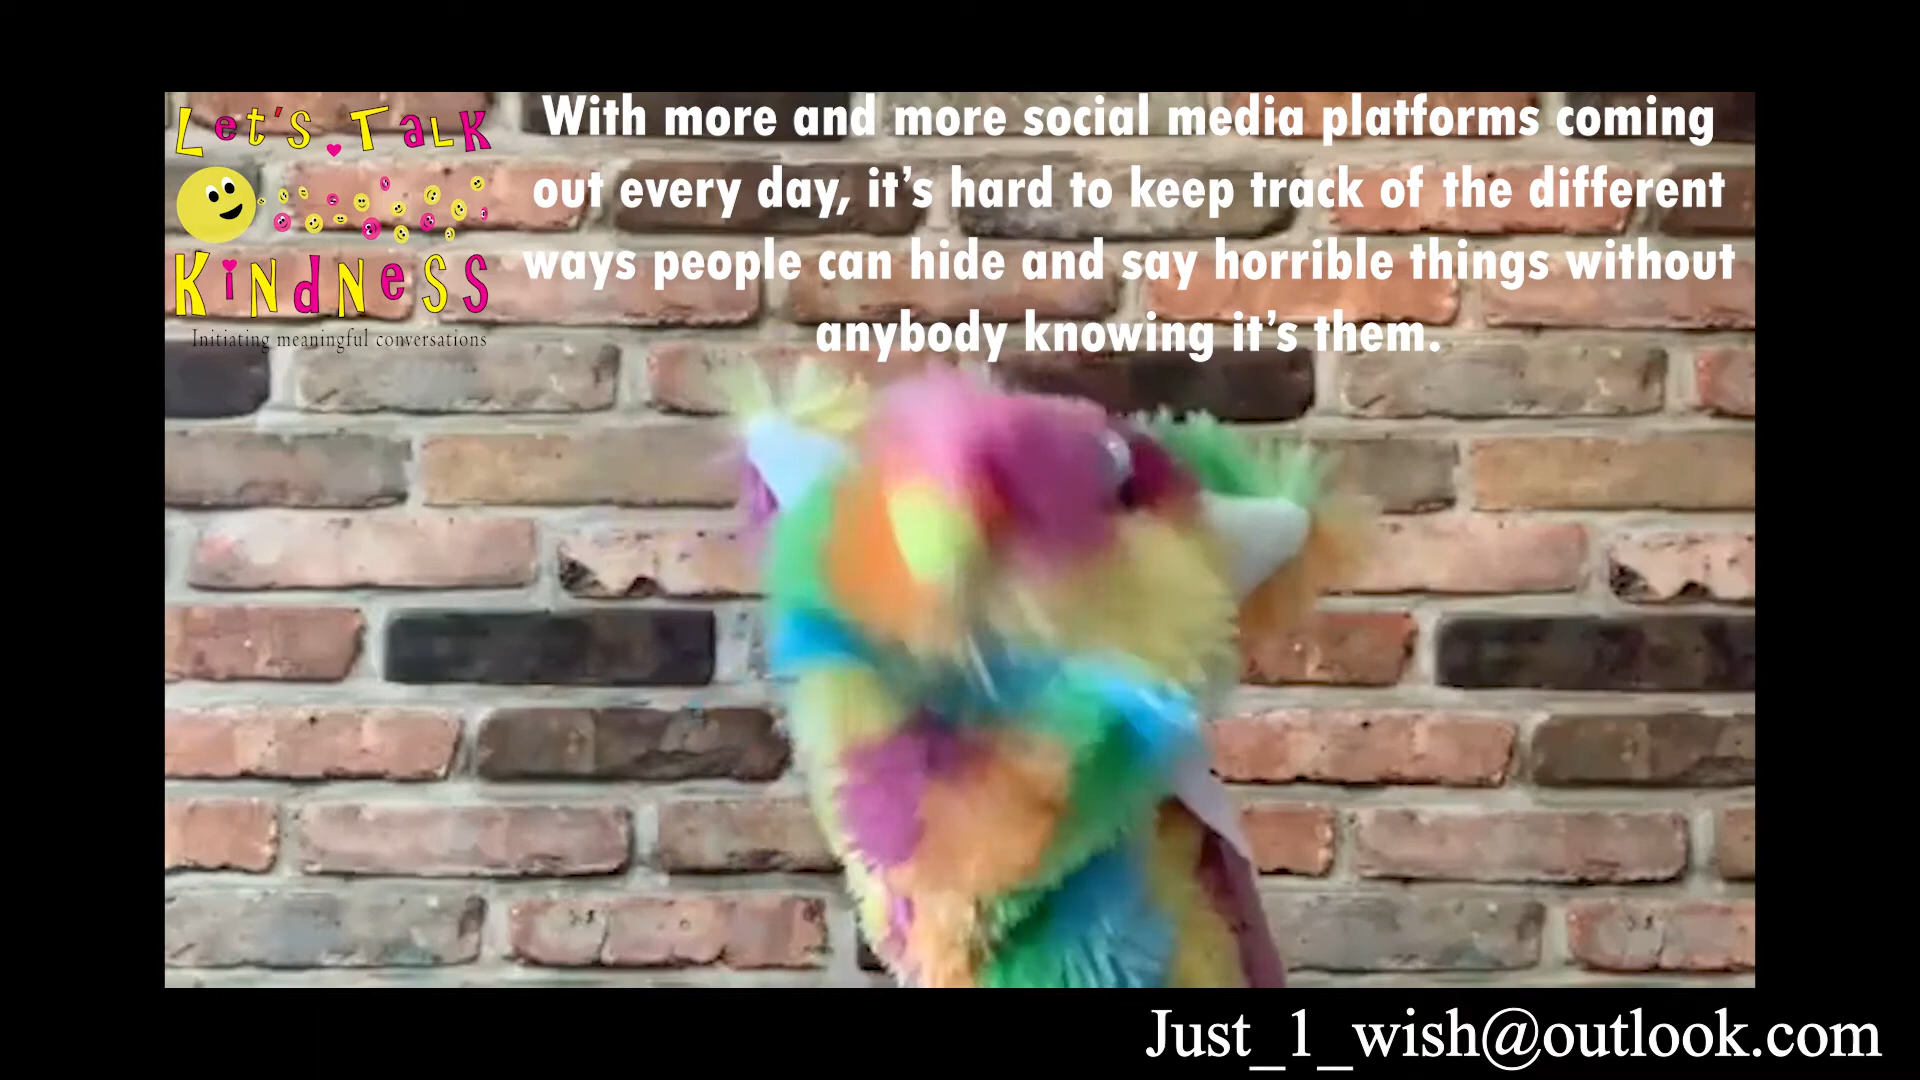 Let's Talk
Kindness
Initiating meaningful conversations
With more and more social media platforms coming
out every day, it's hard to keep track of the different
ways people can hide and say horrible things without
anybody knowing it's them.
Just_1_wish@outlook.com